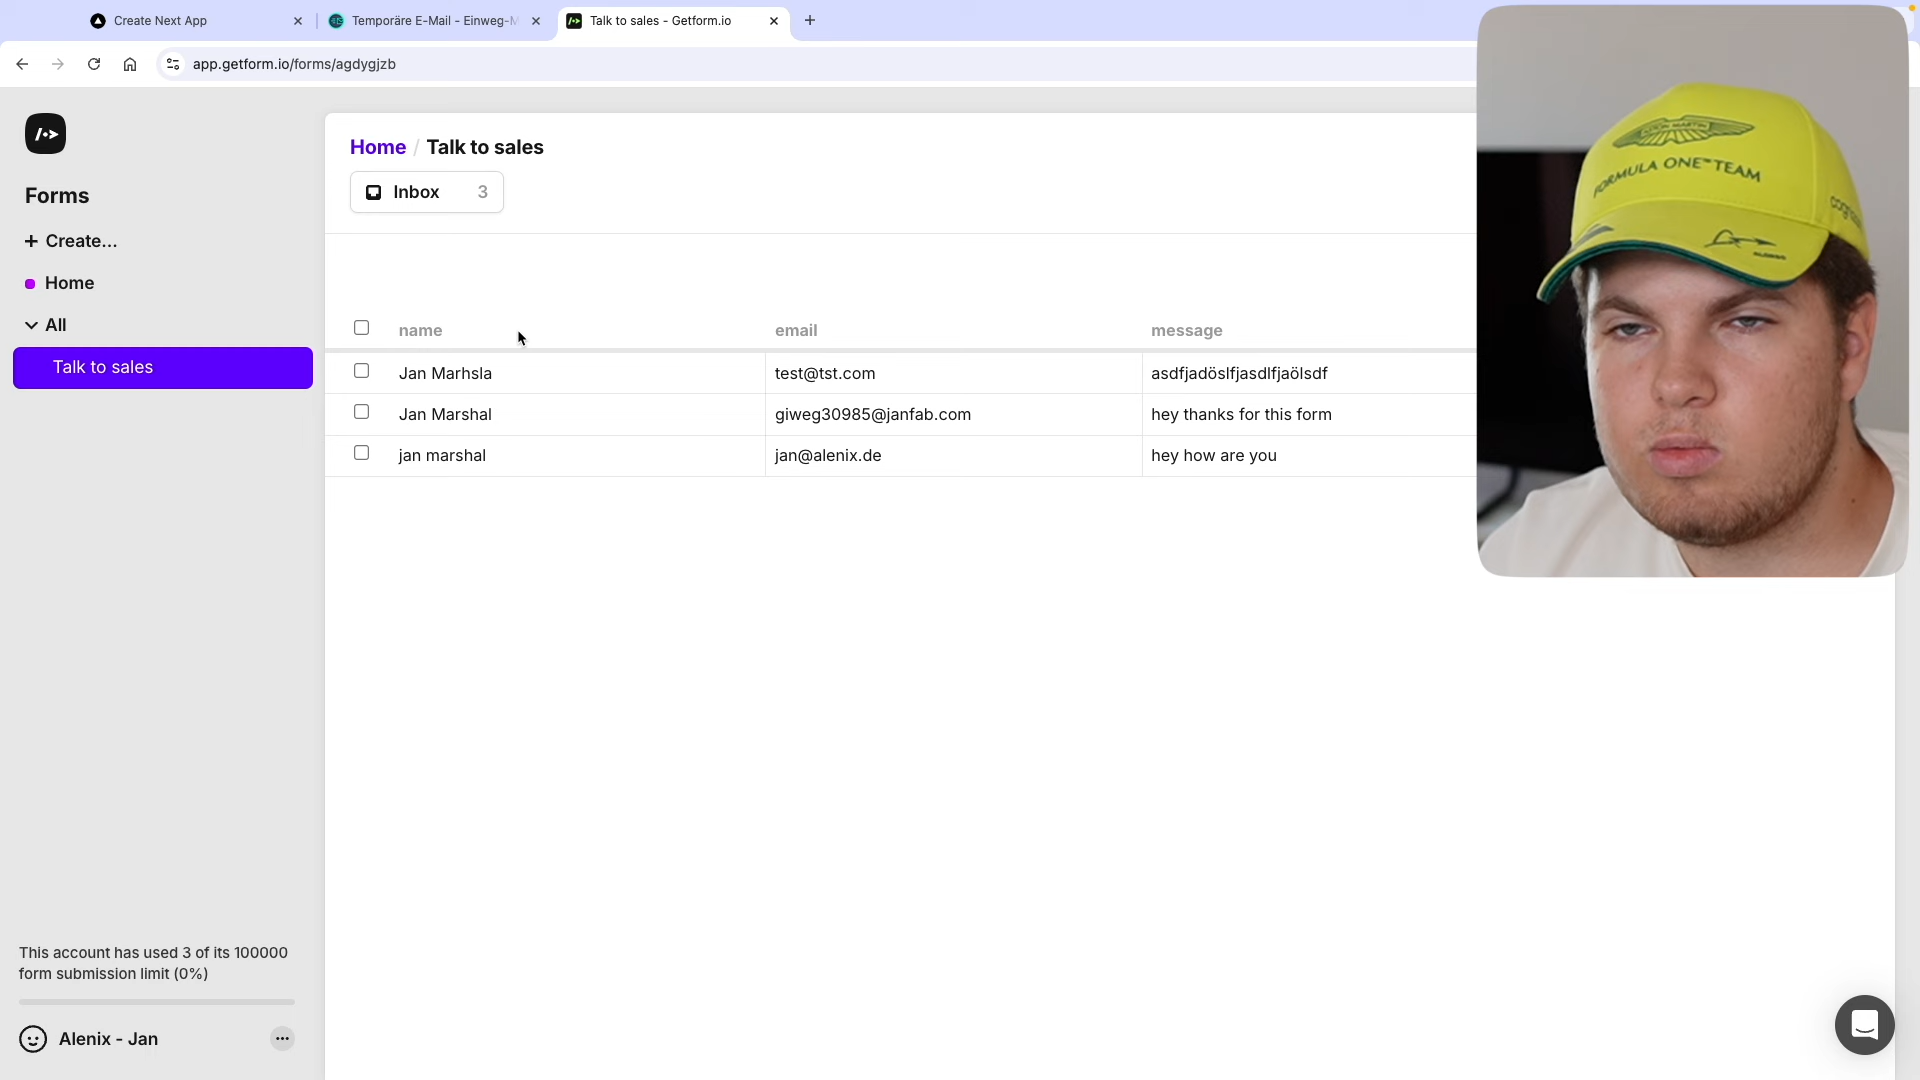 Create Next App
Temporäre E-Mail - Einweg-M
Talk to sales - Getform.io
app.getform.io/forms/agdygjzb
Forms
Create...
Home
All
Talk to sales
Home / Talk to sales
Inbox 3
name email message
Jan Marhsla test@tst.com asdfjadöslfjasdlfjaölsdf
Jan Marshal giweg30985@janfab.com hey thanks for this form
jan marshal jan@alenix.de hey how are you
This account has used 3 of its 100000
form submission limit (0%)
Alenix - Jan
ASTON MARTIN
FORMULA ONE™ TEAM